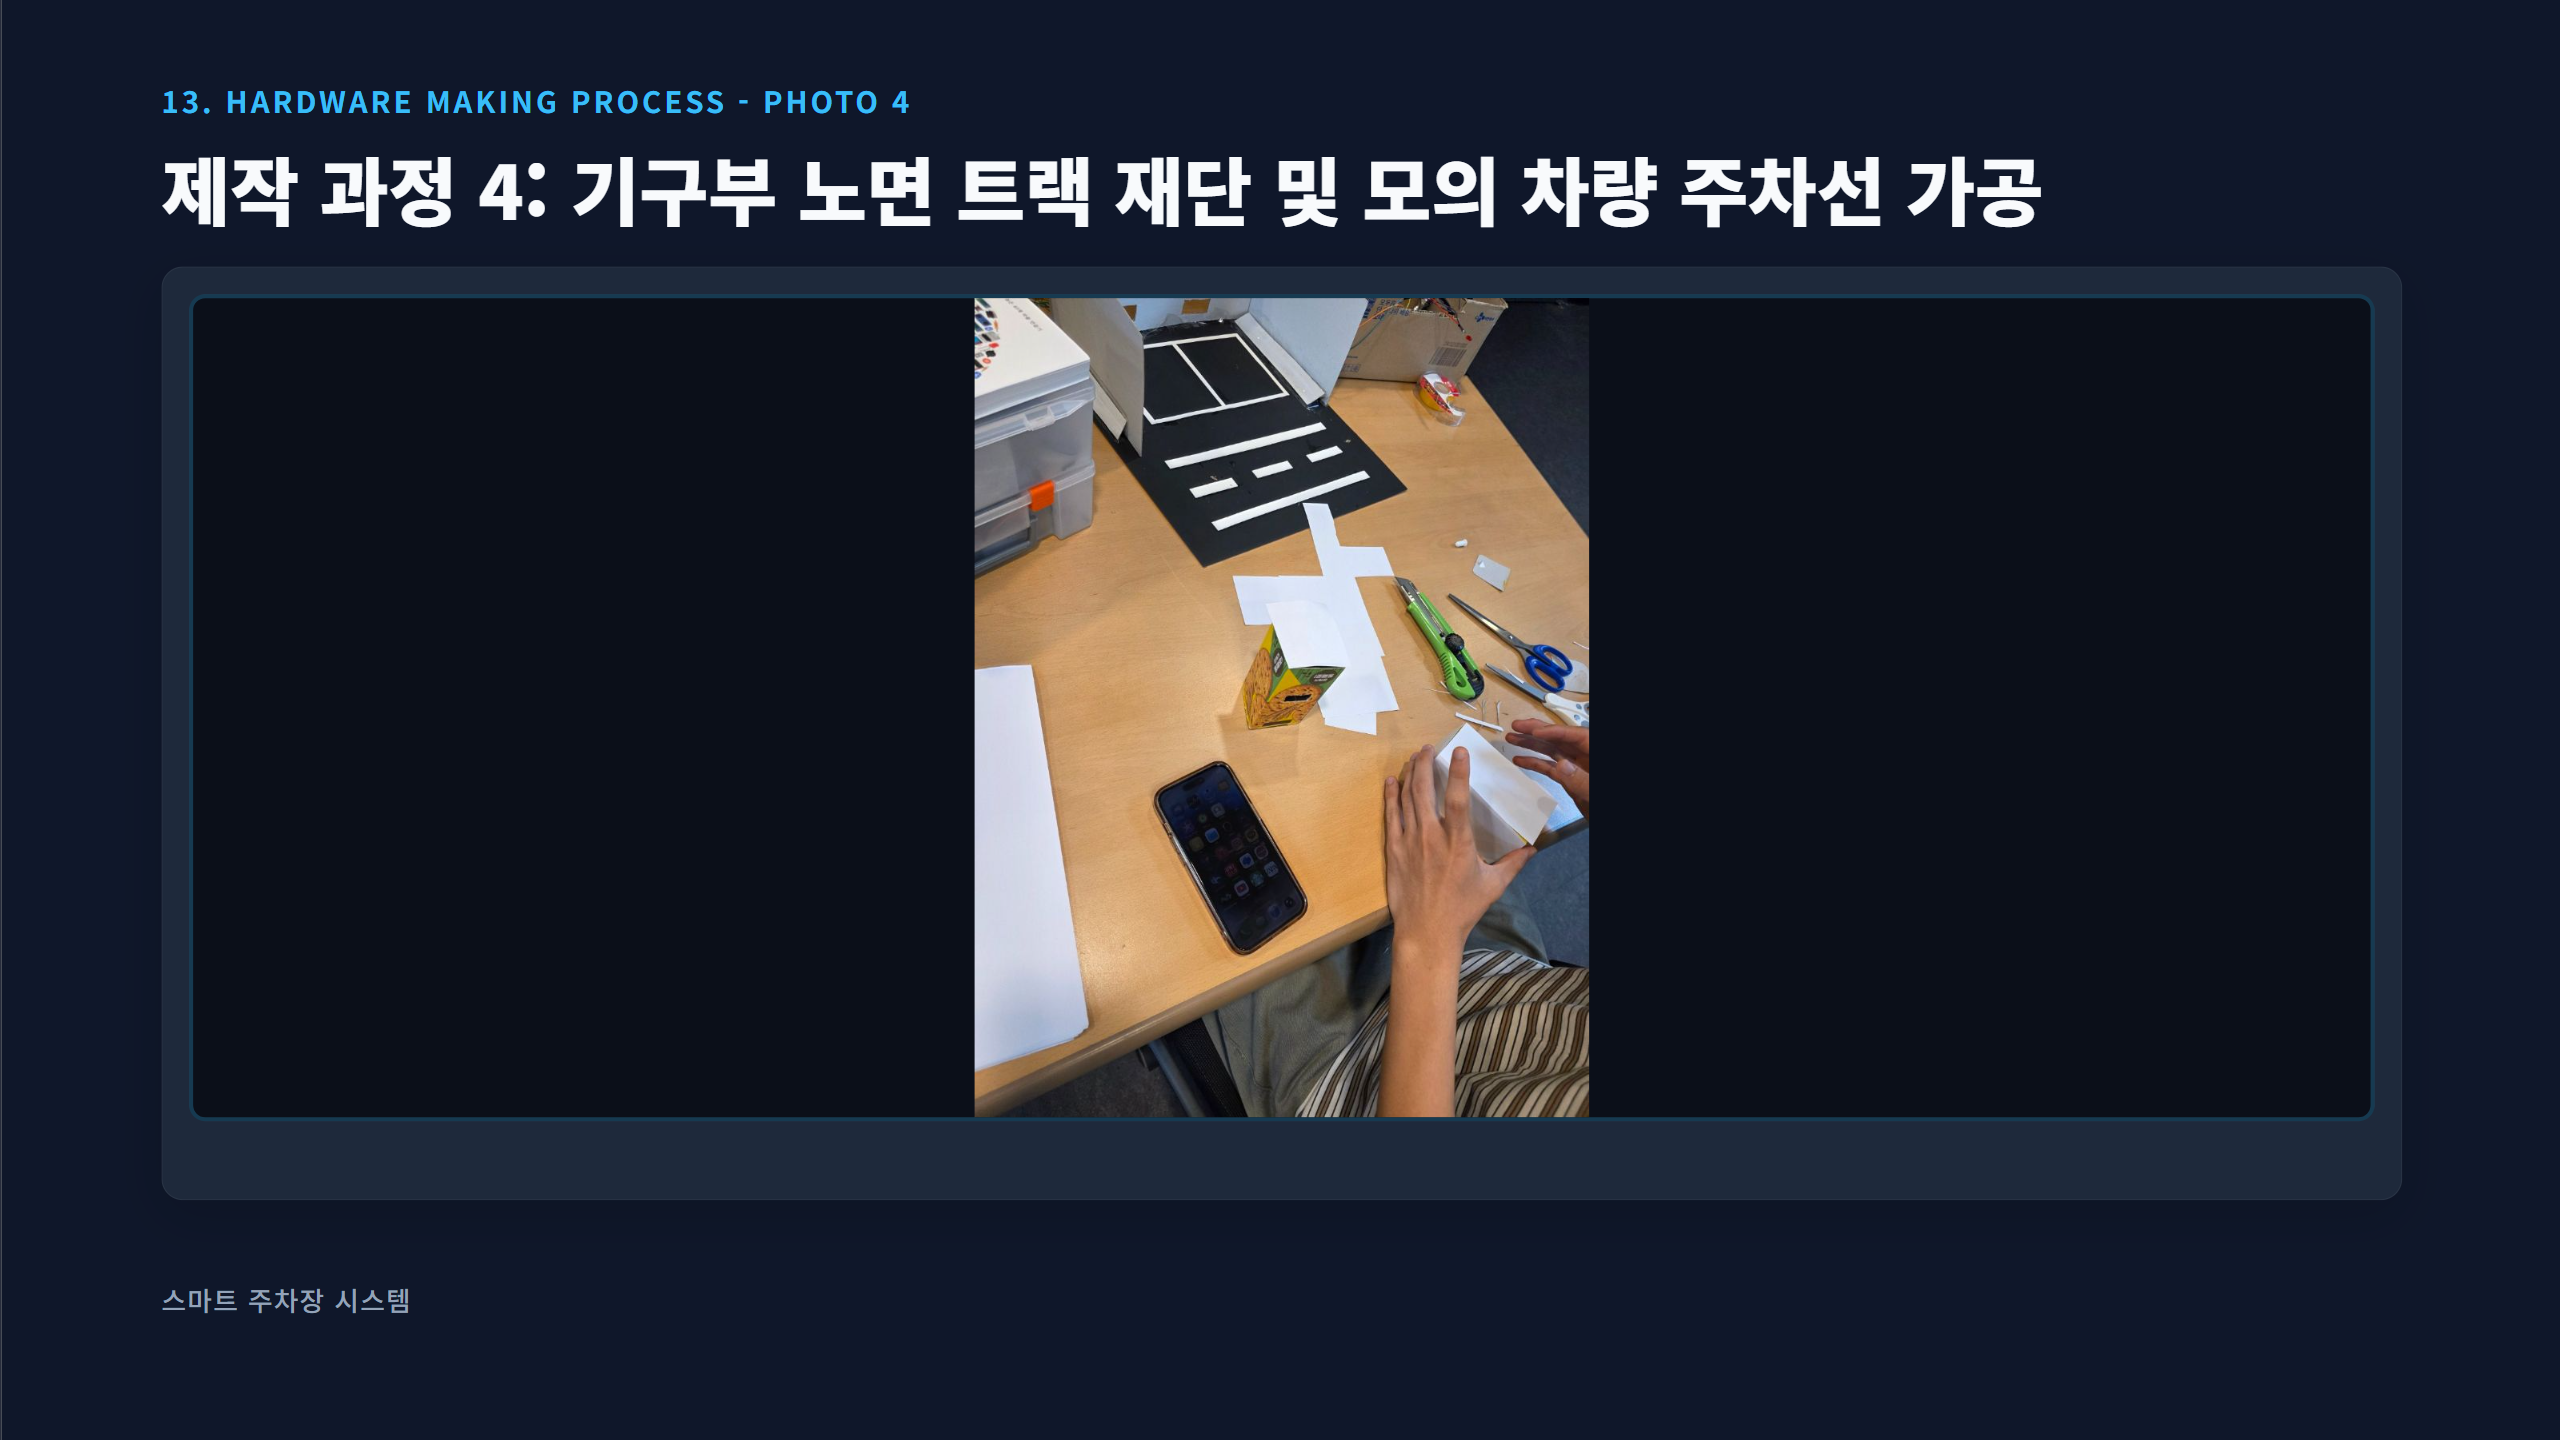 13. HARDWARE MAKING PROCESS - PHOTO 4
제작 과정 4: 기구부 노면 트랙 재단 및 모의 차량 주차선 가공
스마트 주차장 시스템